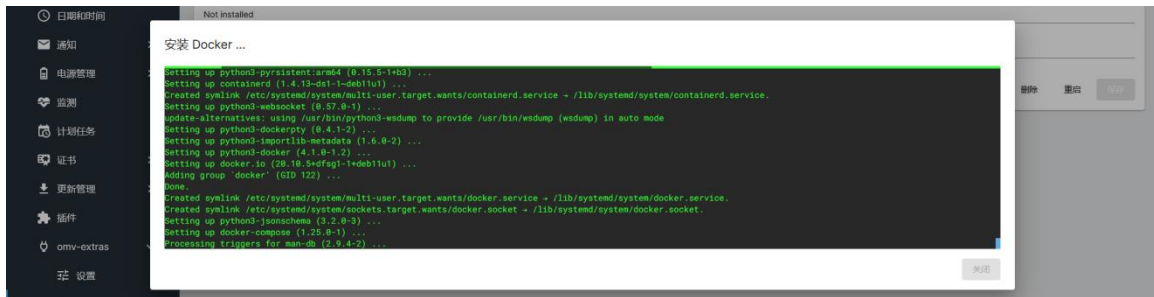 日期和时间
通知
电源管理
监测
计划任务
证书
更新管理
插件
omv-extras
设置
Not installed
安装 Docker ...
Setting up python3-pyrsistent:arm64 (0.15.5-1+b3) ...
Setting up containerd (1.4.13~ds1-1~deb11u1) ...
Created symlink /etc/systemd/system/multi-user.target.wants/containerd.service → /lib/systemd/system/containerd.service.
Setting up python3-websocket (0.57.0-1) ...
update-alternatives: using /usr/bin/python3-wsdump to provide /usr/bin/wsdump (wsdump) in auto mode
Setting up python3-dockerpty (0.4.1-2) ...
Setting up python3-importlib-metadata (1.6.0-2) ...
Setting up python3-docker (4.1.0-1.2) ...
Setting up docker.io (20.10.5+dfsg1-1+deb11u1) ...
Adding group `docker' (GID 122) ...
Done.
Created symlink /etc/systemd/system/multi-user.target.wants/docker.service → /lib/systemd/system/docker.service.
Created symlink /etc/systemd/system/sockets.target.wants/docker.socket → /lib/systemd/system/docker.socket.
Setting up python3-jsonschema (3.2.0-3) ...
Setting up docker-compose (1.25.0-1) ...
Processing triggers for man-db (2.9.4-2) ...
关闭
删除 重启